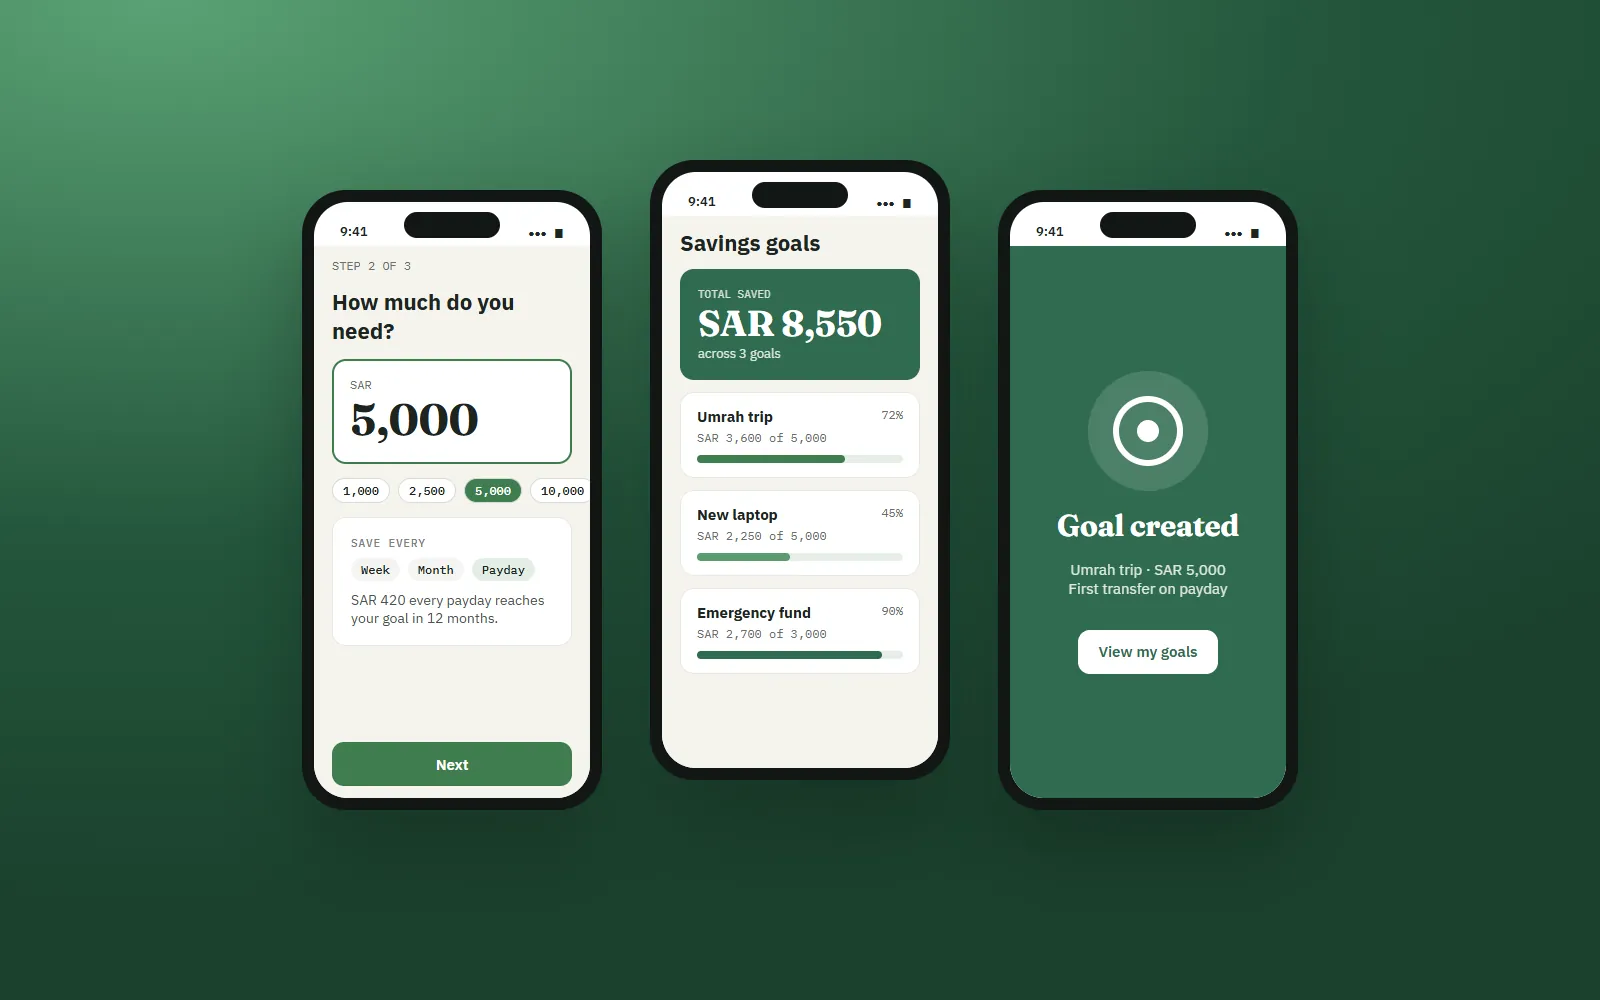 9:41
STEP 2 OF 3
How much do you
need?
SAR
5,000
1,000 2,500 5,000 10,000
SAVE EVERY
Week Month Payday
SAR 420 every payday reaches
your goal in 12 months.
Next
9:41
Savings goals
TOTAL SAVED
SAR 8,550
across 3 goals
Umrah trip 72%
SAR 3,600 of 5,000
New laptop 45%
SAR 2,250 of 5,000
Emergency fund 90%
SAR 2,700 of 3,000
9:41
Goal created
Umrah trip · SAR 5,000
First transfer on payday
View my goals